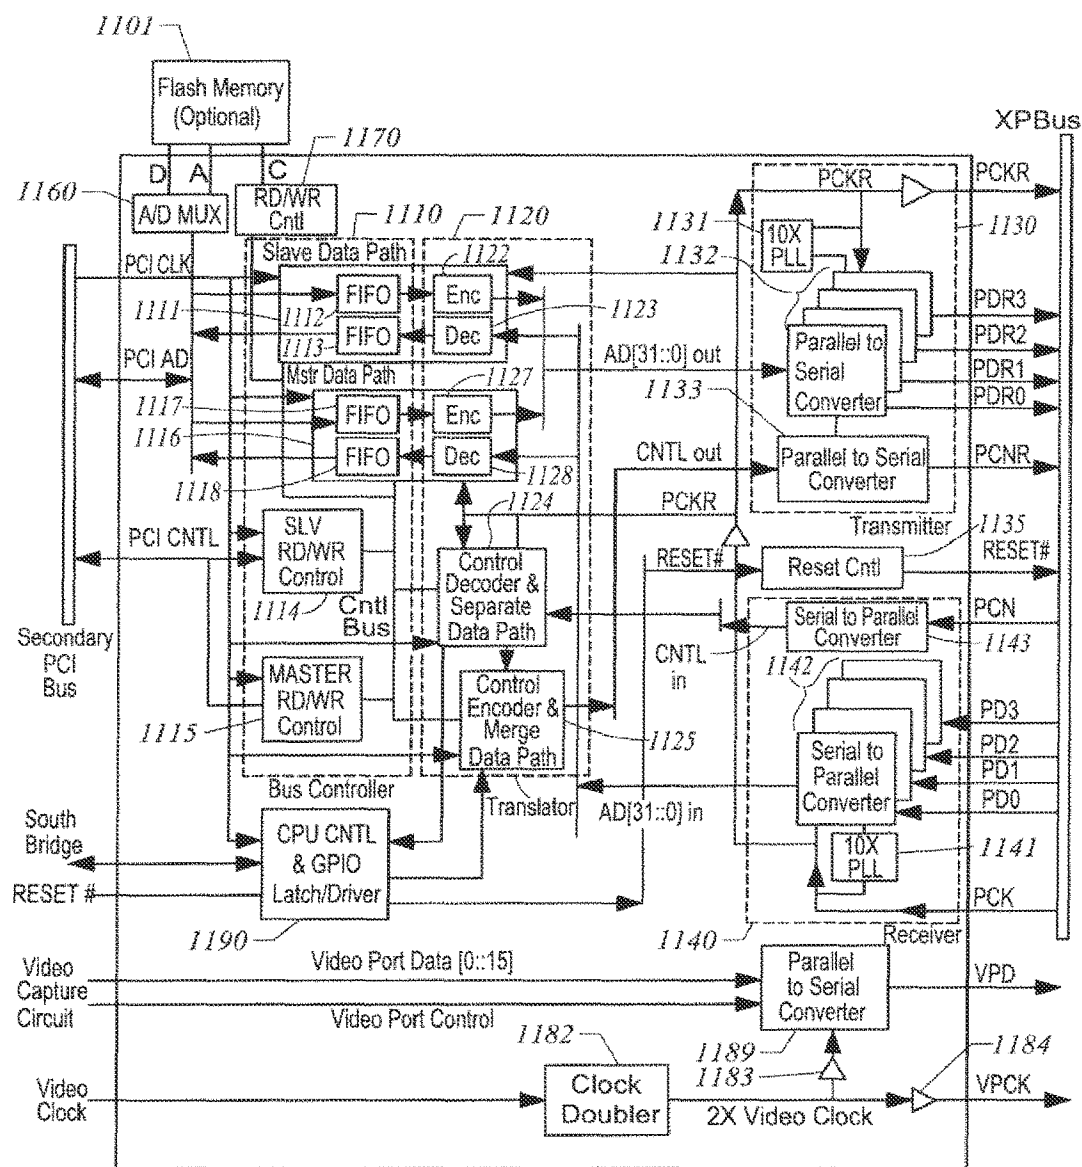 1101
Flash Memory
(Optional)
1170
XPBus
D
A
C
1160
A/D MUX
RD/WR
Cntl
1110
1120
PCKR
PCKR
1131
10X
PLL
1130
Slave Data Path
1122
1132
PCI CLK
FIFO
Enc
1111
1112
1123
PDR3
FIFO
Dec
1113
PDR2
PCI AD
AD[31::0] out
Parallel to
Serial
Converter
PDR1
Mstr Data Path
1127
1133
PDR0
1117
FIFO
Enc
1116
FIFO
Dec
CNTL out
Parallel to Serial
Converter
PCNR
1118
1128
1124
PCKR
Transmitter
1135
PCI CNTL
SLV
RD/WR
Control
RESET#
Reset Cntl
RESET#
1114
Control
Decoder &
Separate
Data Path
Cntl
Bus
Secondary
PCI
Bus
Serial to Parallel
Converter
PCN
1143
CNTL
in
1142
MASTER
RD/WR
Control
Control
Encoder &
Merge
Data Path
1115
1125
PD3
Serial to
Parallel
Converter
PD2
PD1
PD0
Bus Controller
Translator
AD[31::0] in
South
Bridge
CPU CNTL
& GPIO
Latch/Driver
10X
PLL
1141
RESET #
PCK
1190
1140
Receiver
Video
Capture
Circuit
Video Port Data [0::15]
Parallel
to Serial
Converter
VPD
Video Port Control
1182
1189
1183
1184
Video
Clock
Clock
Doubler
2X Video Clock
VPCK